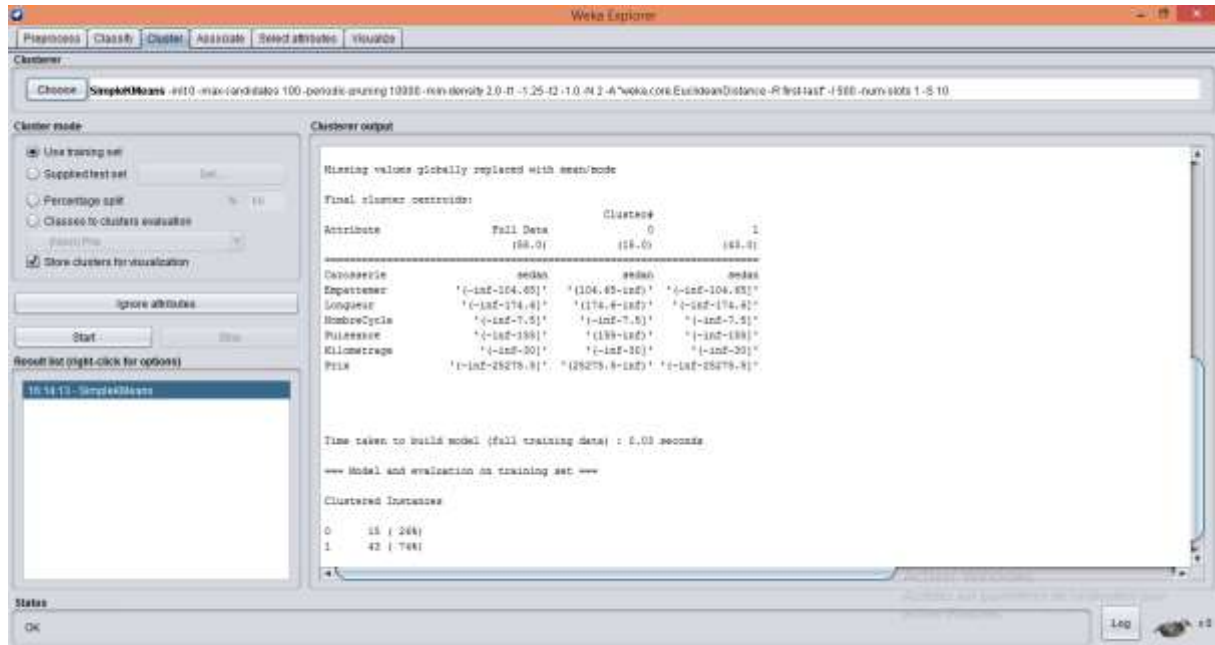 Weka Explorer
Preprocess Classify Cluster Associate Select attributes Visualize
Clusterer
Choose SimpleKMeans -init 0 -max-candidates 100 -periodic-pruning 10000 -min-density 2.0 -t1 -1.25 -t2 -1.0 -N 2 -A "weka.core.EuclideanDistance -R first-last" -I 500 -num-slots 1 -S 10
Cluster mode
Use training set
Supplied test set Set...
Percentage split %
Classes to clusters evaluation
(Nom) Prix
Store clusters for visualization
Ignore attributes
Start Stop
Result list (right-click for options)
16:14:13 - SimpleKMeans
Clusterer output
Missing values globally replaced with mean/mode
Final cluster centroids:
Cluster#
Attribute Full Data 0 1
(58.0) (15.0) (43.0)
Carosserie sedan sedan sedan
Empattemer '(-inf-104.65]' '(104.65-inf)' '(-inf-104.65]'
Longueur '(-inf-174.6]' '(174.6-inf)' '(-inf-174.6]'
NombreCycle '(-inf-7.5]' '(-inf-7.5]' '(-inf-7.5]'
Puissance '(-inf-155]' '(155-inf)' '(-inf-155]'
Kilometrage '(-inf-30]' '(-inf-30]' '(-inf-30]'
Prix '(-inf-25275.5]' '(25275.5-inf)' '(-inf-25275.5]'
Time taken to build model (full training data) : 0.03 seconds
=== Model and evaluation on training set ===
Clustered Instances
0 15 ( 26%)
1 43 ( 74%)
Activer Windows
Status
OK
Log
x 0